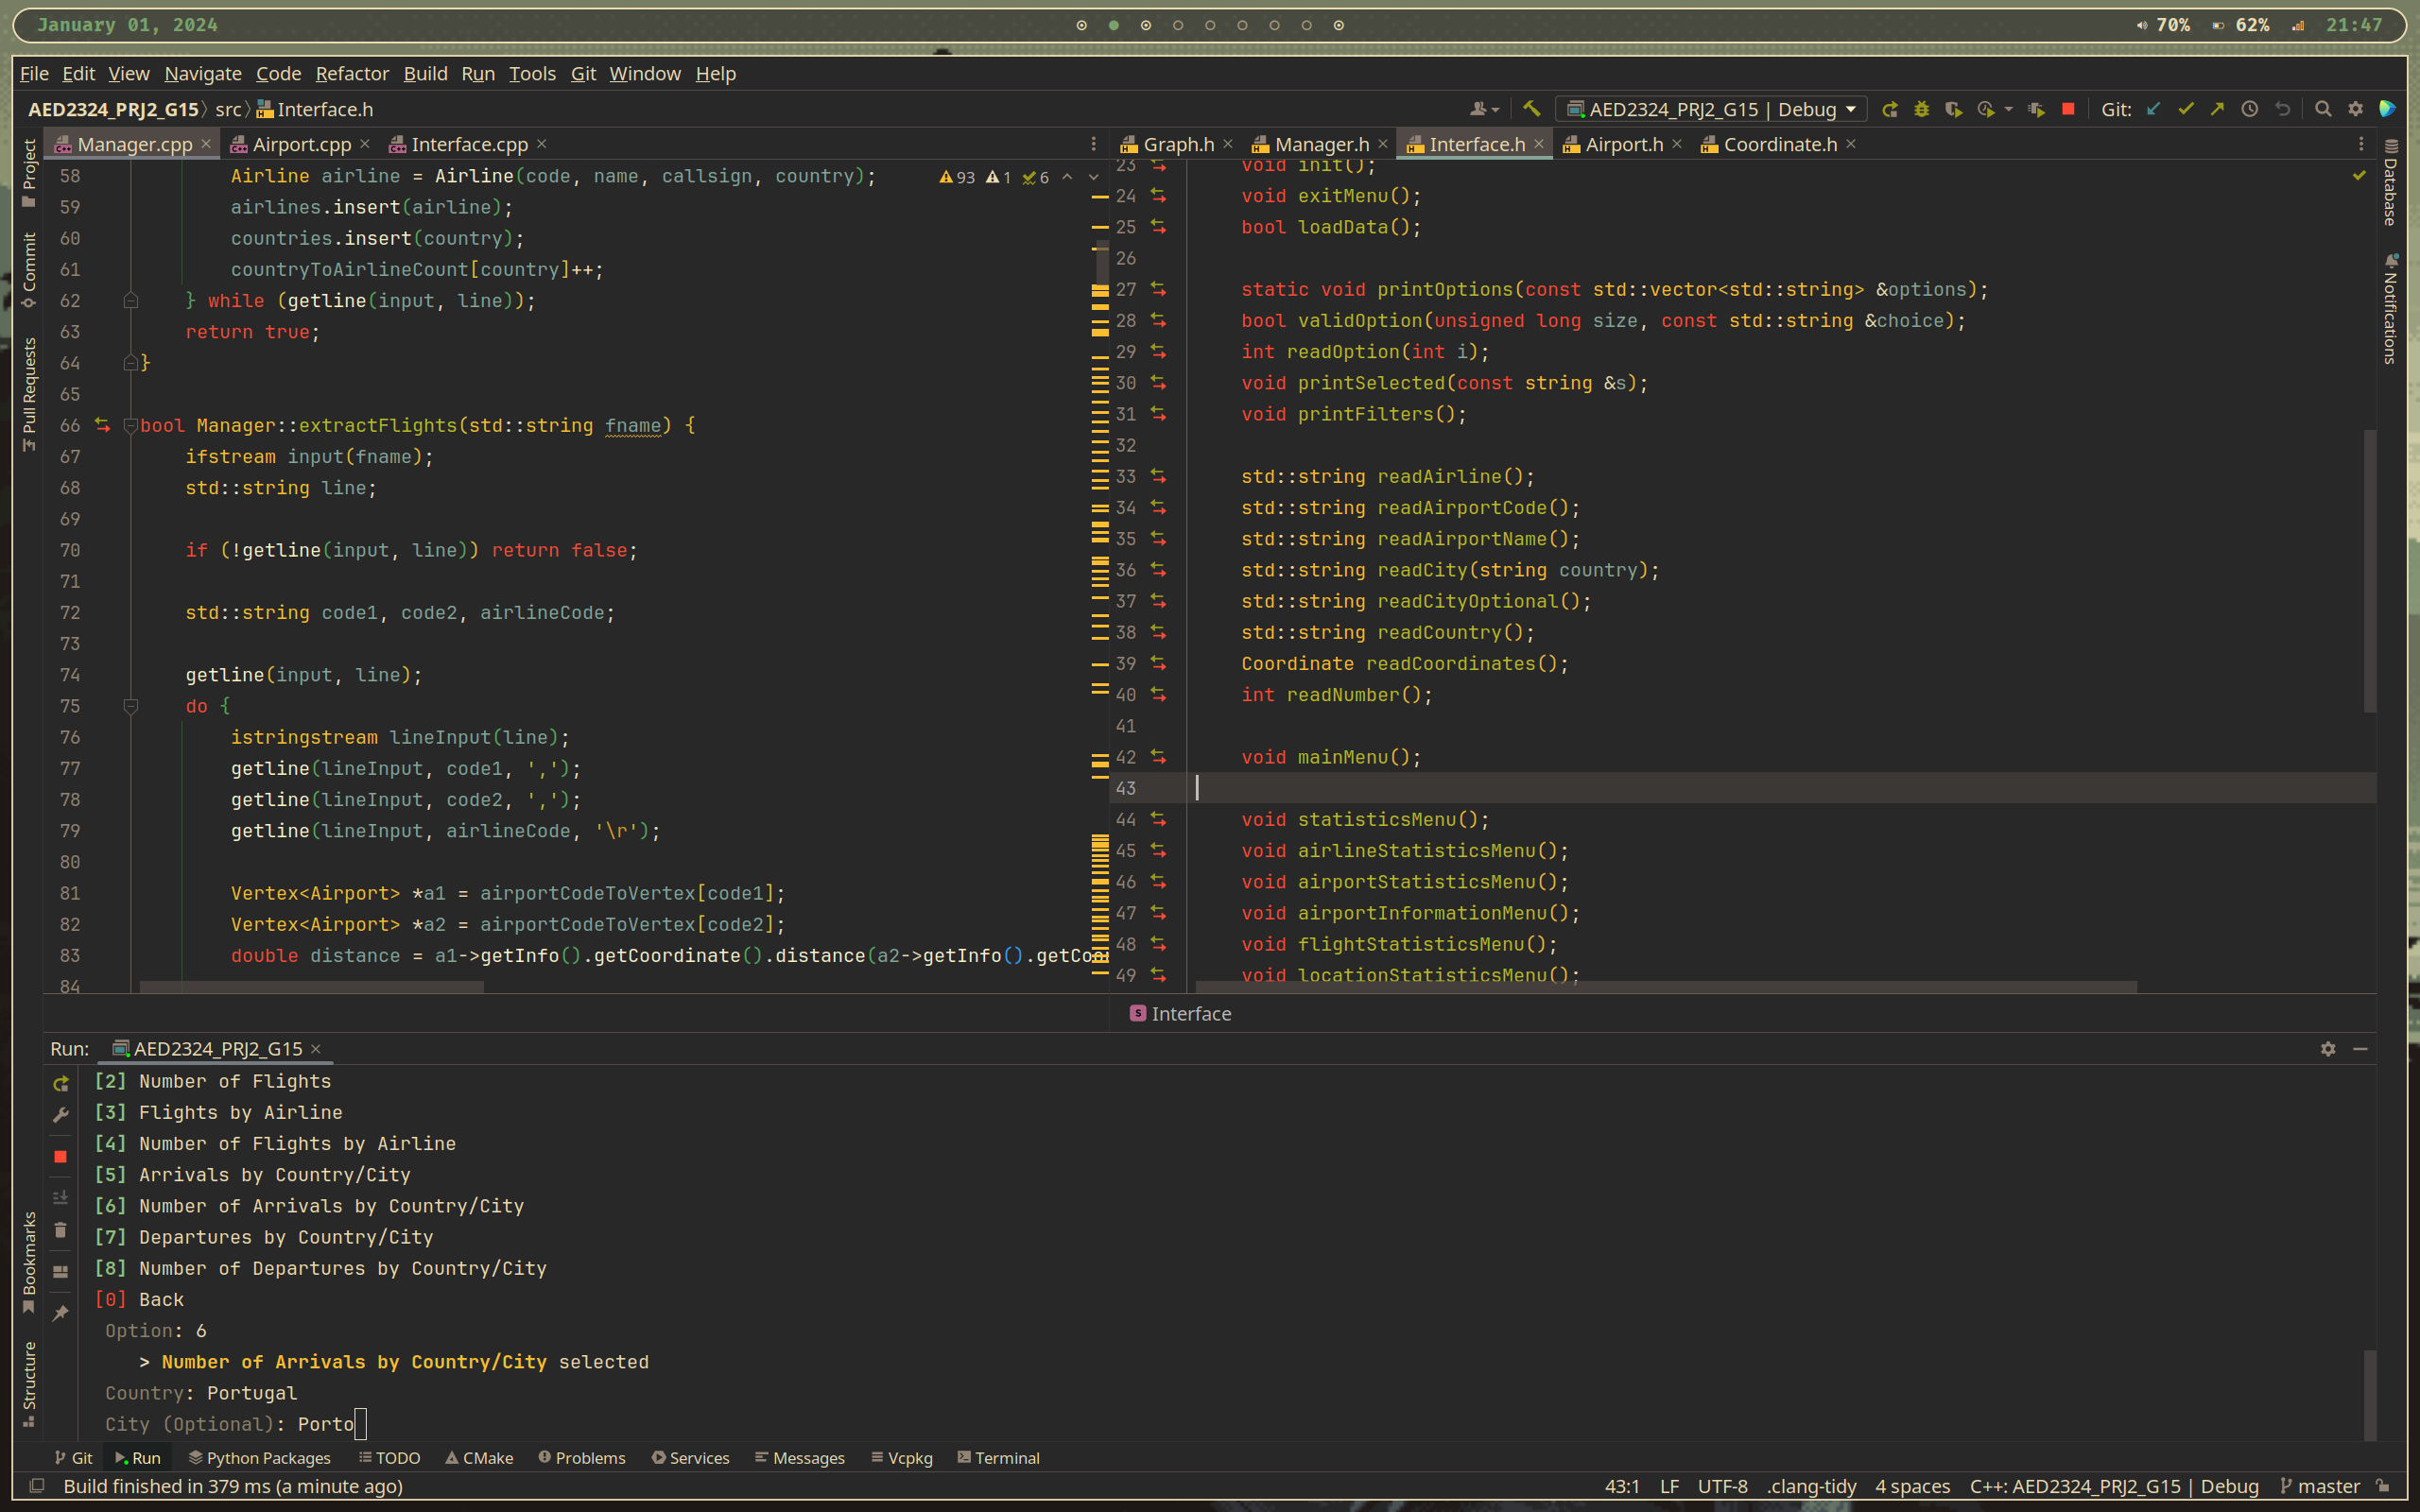 January 01, 2024
70% 62% 21:47
File Edit View Navigate Code Refactor Build Run Tools Git Window Help
AED2324_PRJ2_G15 src Interface.h
AED2324_PRJ2_G15 | Debug
Git:
Project
Commit
Pull Requests
Bookmarks
Structure
Manager.cpp Airport.cpp Interface.cpp
93 1 6
58 Airline airline = Airline(code, name, callsign, country);
59 airlines.insert(airline);
60 countries.insert(country);
61 countryToAirlineCount[country]++;
62 } while (getline(input, line));
63 return true;
64 }
65
66 bool Manager::extractFlights(std::string fname) {
67 ifstream input(fname);
68 std::string line;
69
70 if (!getline(input, line)) return false;
71
72 std::string code1, code2, airlineCode;
73
74 getline(input, line);
75 do {
76 istringstream lineInput(line);
77 getline(lineInput, code1, ',');
78 getline(lineInput, code2, ',');
79 getline(lineInput, airlineCode, '\r');
80
81 Vertex<Airport> *a1 = airportCodeToVertex[code1];
82 Vertex<Airport> *a2 = airportCodeToVertex[code2];
83 double distance = a1->getInfo().getCoordinate().distance(a2->getInfo().getCoo
84
Graph.h Manager.h Interface.h Airport.h Coordinate.h
23 void init();
24 void exitMenu();
25 bool loadData();
26
27 static void printOptions(const std::vector<std::string> &options);
28 bool validOption(unsigned long size, const std::string &choice);
29 int readOption(int i);
30 void printSelected(const string &s);
31 void printFilters();
32
33 std::string readAirline();
34 std::string readAirportCode();
35 std::string readAirportName();
36 std::string readCity(string country);
37 std::string readCityOptional();
38 std::string readCountry();
39 Coordinate readCoordinates();
40 int readNumber();
41
42 void mainMenu();
43
44 void statisticsMenu();
45 void airlineStatisticsMenu();
46 void airportStatisticsMenu();
47 void airportInformationMenu();
48 void flightStatisticsMenu();
49 void locationStatisticsMenu();
S Interface
Database
Notifications
Run: AED2324_PRJ2_G15
[2] Number of Flights
[3] Flights by Airline
[4] Number of Flights by Airline
[5] Arrivals by Country/City
[6] Number of Arrivals by Country/City
[7] Departures by Country/City
[8] Number of Departures by Country/City
[0] Back
Option: 6
> Number of Arrivals by Country/City selected
Country: Portugal
City (Optional): Porto
Git Run Python Packages TODO CMake Problems Services Messages Vcpkg Terminal
Build finished in 379 ms (a minute ago)
43:1 LF UTF-8 .clang-tidy 4 spaces C++: AED2324_PRJ2_G15 | Debug master